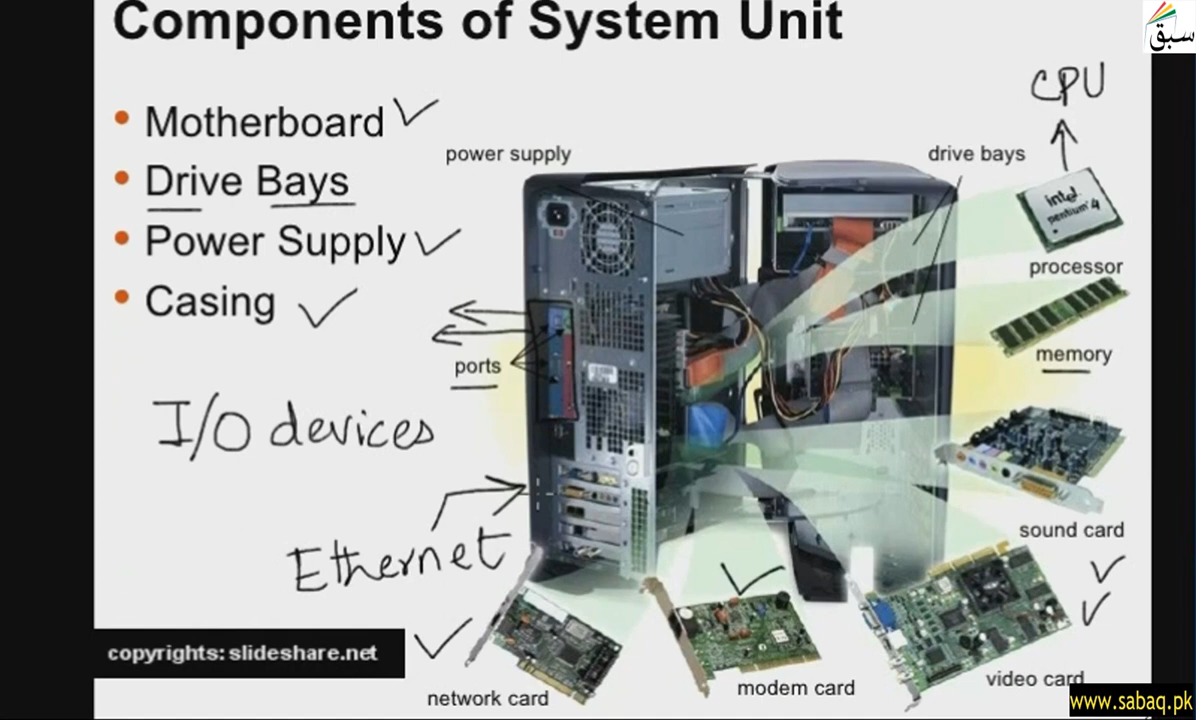 Components of System Unit
سبق
• Motherboard
• Drive Bays
• Power Supply
• Casing
CPU
power supply
drive bays
intel
pentium 4
processor
memory
ports
I/O devices
sound card
Ethernet
copyrights: slideshare.net
network card
modem card
video card
www.sabaq.pk